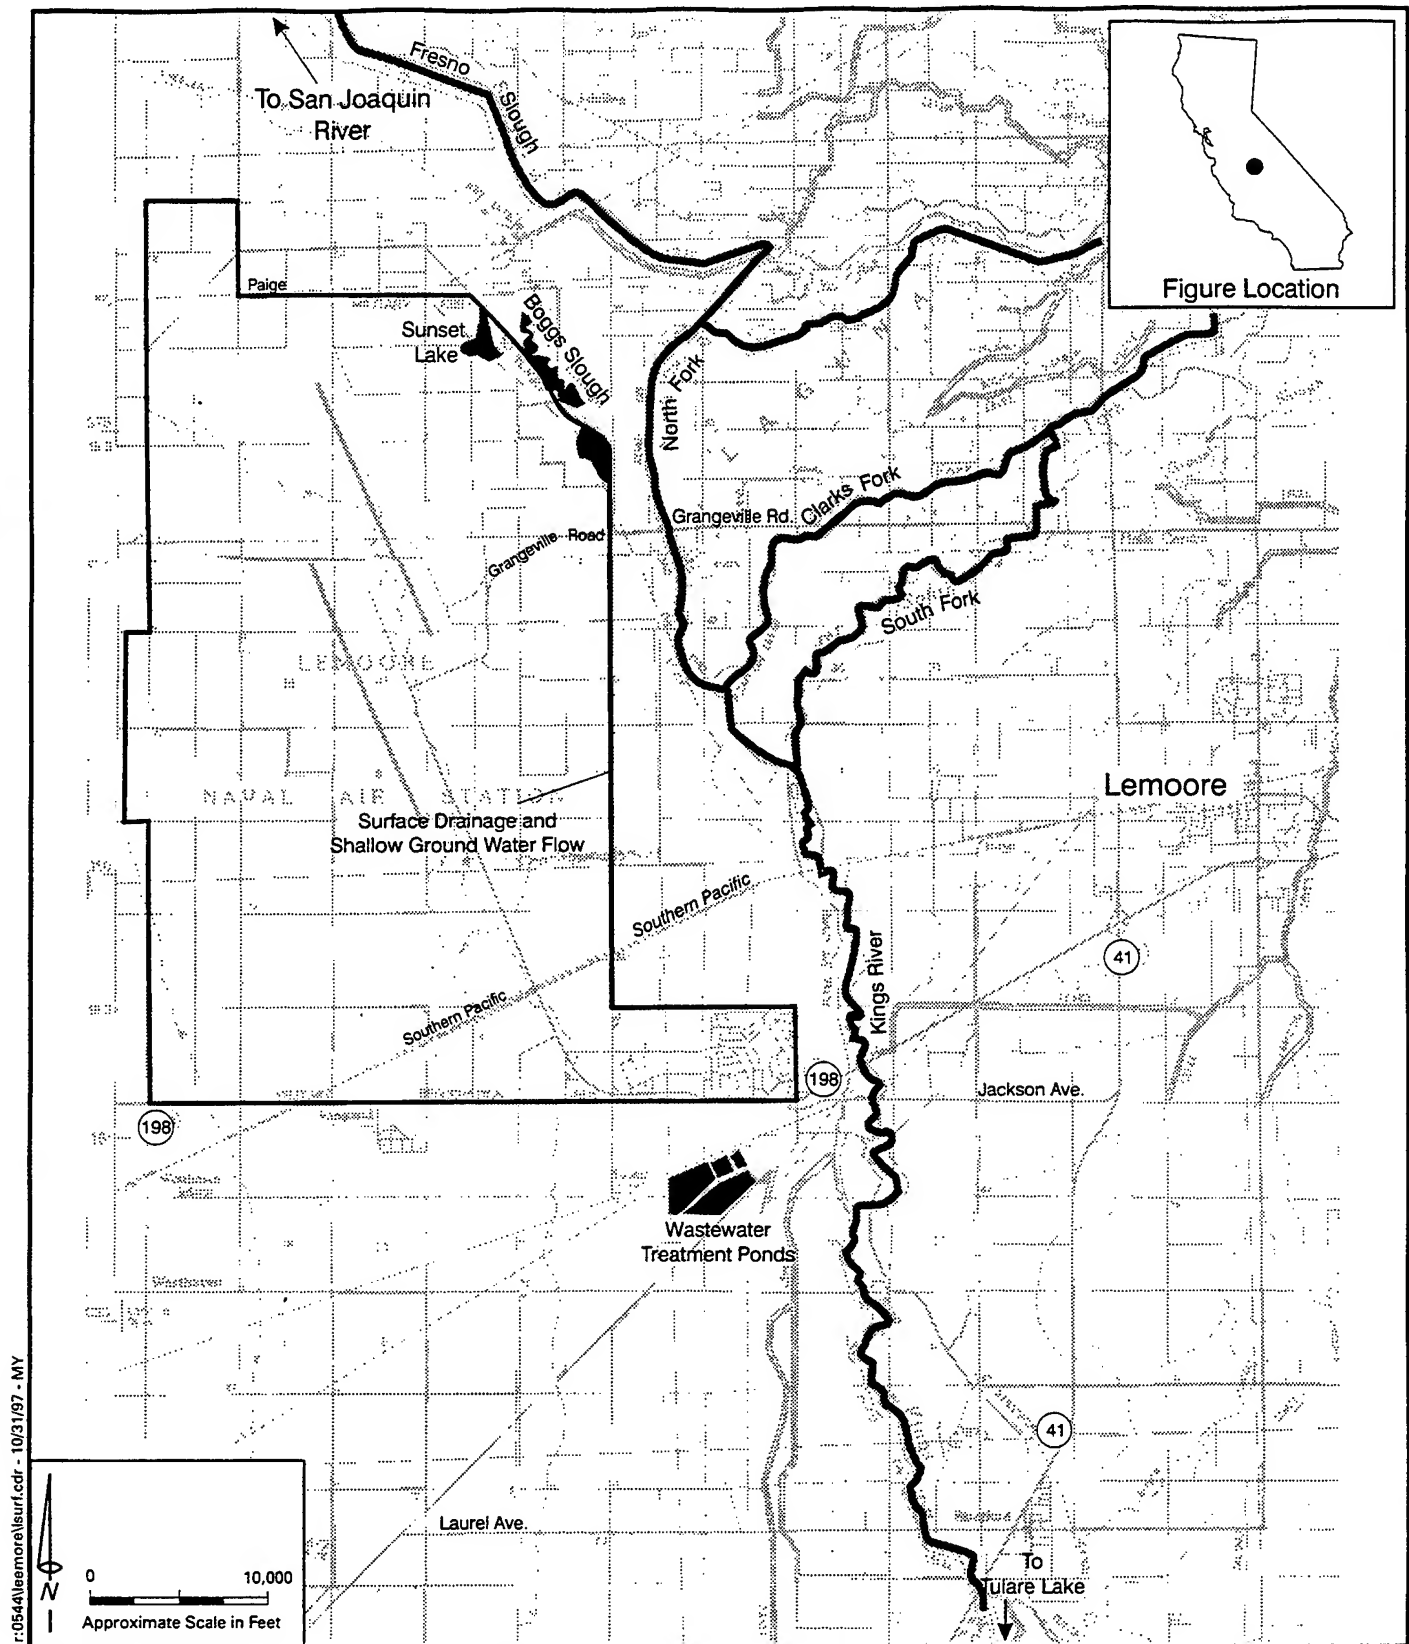 Fresno
Slough
To San Joaquin
River
Figure Location
Paige
Sunset
Lake
Boggs Slough
North Fork
Clarks Fork
Grangeville Rd.
Grangeville Road
South Fork
LEMOORE
NAVAL AIR STATION
Lemoore
Surface Drainage and
Shallow Ground Water Flow
Southern Pacific
Southern Pacific
Kings River
41
198
Jackson Ave.
198
Wastewater
Treatment Ponds
41
Laurel Ave.
To
Tulare Lake
N
0 10,000
Approximate Scale in Feet
r:0544\leemore\lsurf.cdr - 10/31/97 - MY